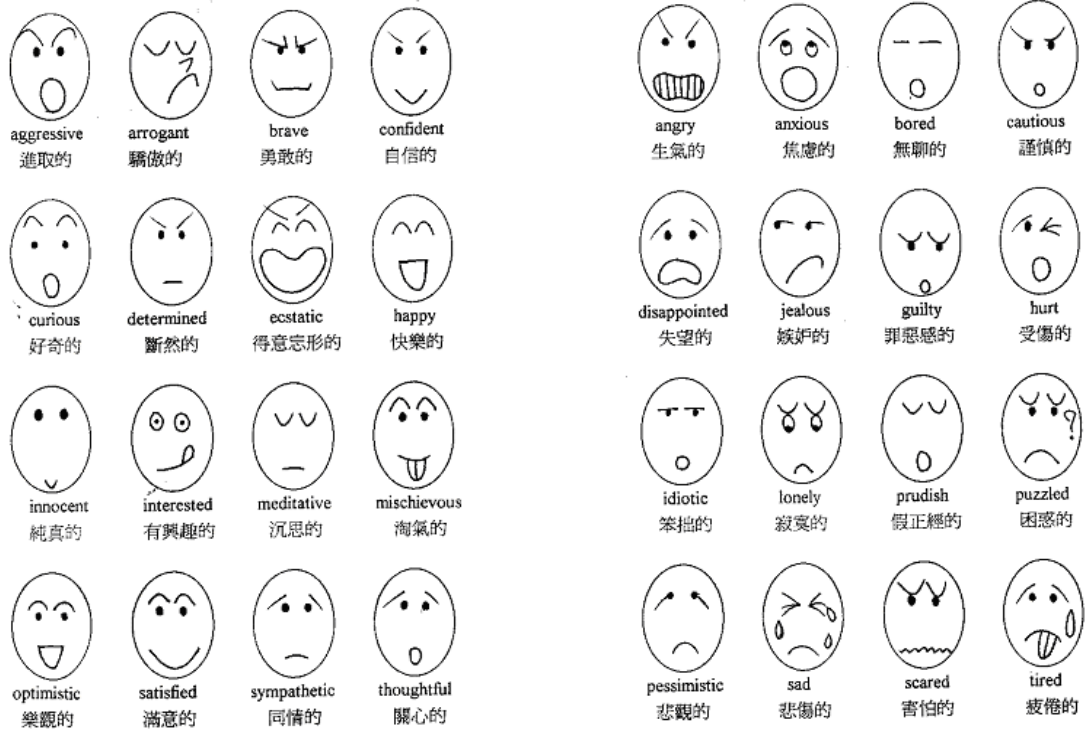 aggressive arrogant brave confident
進取的 驕傲的 勇敢的 自信的
curious determined ecstatic happy
好奇的 斷然的 得意忘形的 快樂的
innocent interested meditative mischievous
純真的 有興趣的 沉思的 淘氣的
optimistic satisfied sympathetic thoughtful
樂觀的 滿意的 同情的 關心的
angry anxious bored cautious
生氣的 焦慮的 無聊的 謹慎的
disappointed jealous guilty hurt
失望的 嫉妒的 罪惡感的 受傷的
idiotic lonely prudish puzzled
笨拙的 寂寞的 假正經的 困惑的
pessimistic sad scared tired
悲觀的 悲傷的 害怕的 疲倦的